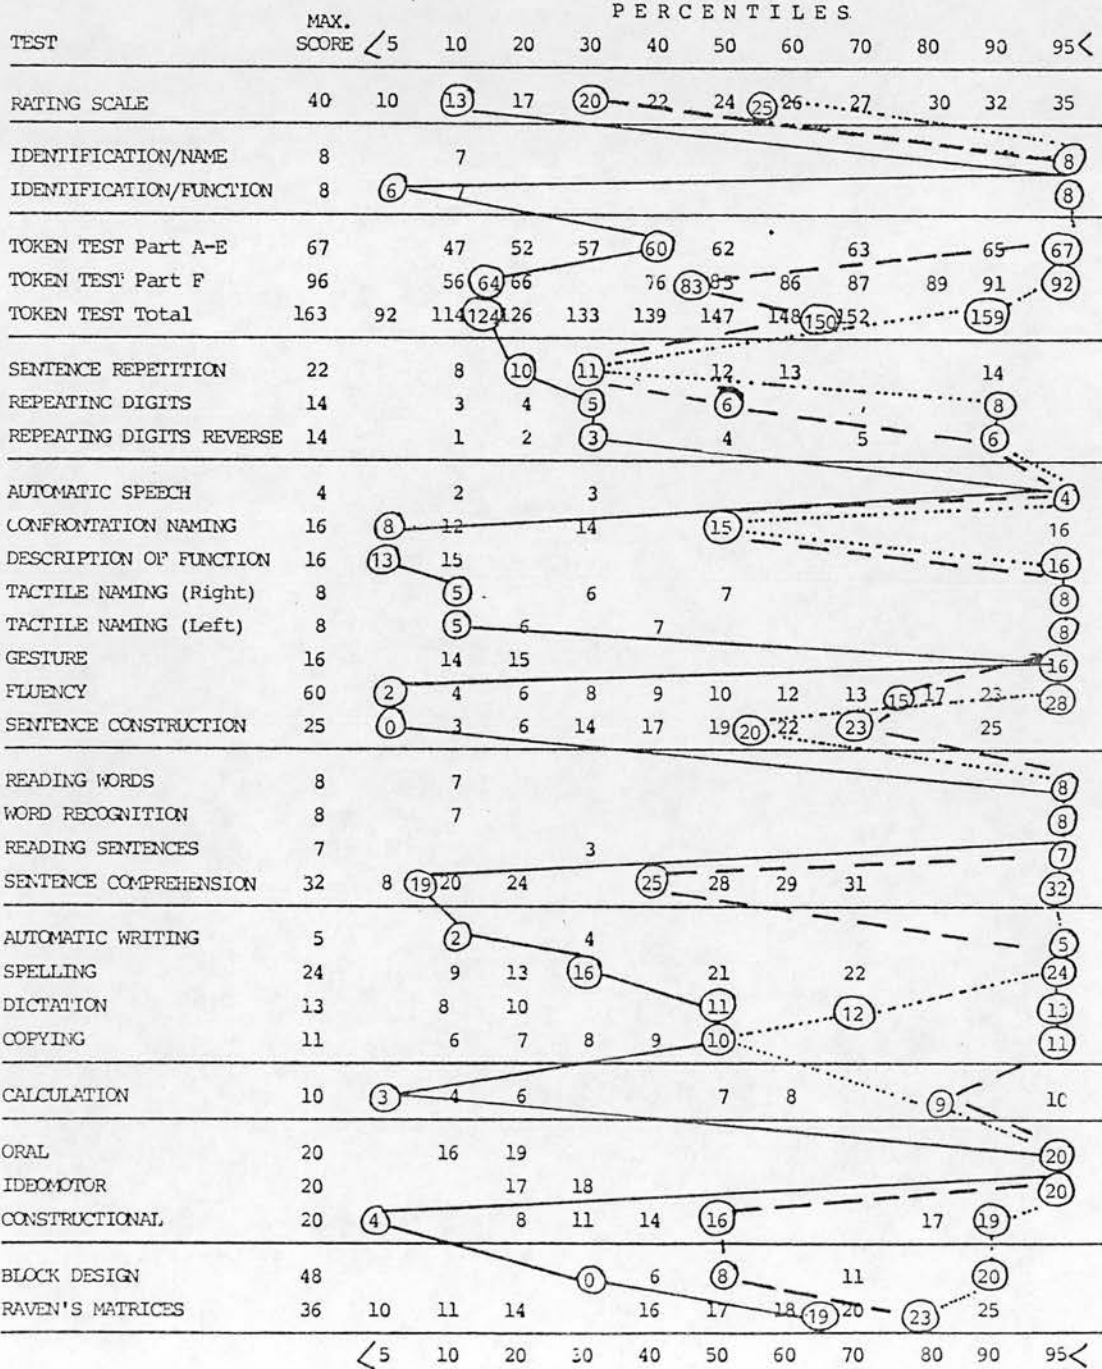 PERCENTILES
MAX.
TEST SCORE <5 10 20 30 40 50 60 70 80 90 95<
RATING SCALE 40 10 13 17 20 22 24 25 26 27 30 32 35
IDENTIFICATION/NAME 8 7 8
IDENTIFICATION/FUNCTION 8 6 7 8
TOKEN TEST Part A-E 67 47 52 57 60 62 63 65 67
TOKEN TEST Part F 96 56 64 66 76 83 85 86 87 89 91 92
TOKEN TEST Total 163 92 114 124 126 133 139 147 148 150 152 159
SENTENCE REPETITION 22 8 10 11 12 13 14
REPEATING DIGITS 14 3 4 5 6 8
REPEATING DIGITS REVERSE 14 1 2 3 4 5 6
AUTOMATIC SPEECH 4 2 3 4
CONFRONTATION NAMING 16 8 12 14 15 16
DESCRIPTION OF FUNCTION 16 13 15 16
TACTILE NAMING (Right) 8 5 6 7 8
TACTILE NAMING (Left) 8 5 6 7 8
GESTURE 16 14 15 16
FLUENCY 60 2 4 6 8 9 10 12 13 15 17 23 28
SENTENCE CONSTRUCTION 25 0 3 6 14 17 19 20 22 23 25
READING WORDS 8 7 8
WORD RECOGNITION 8 7 8
READING SENTENCES 7 3 7
SENTENCE COMPREHENSION 32 8 19 20 24 25 28 29 31 32
AUTOMATIC WRITING 5 2 4 5
SPELLING 24 9 13 16 21 22 24
DICTATION 13 8 10 11 12 13
COPYING 11 6 7 8 9 10 11
CALCULATION 10 3 4 6 7 8 9 10
ORAL 20 16 19 20
IDEOMOTOR 20 17 18 20
CONSTRUCTIONAL 20 4 8 11 14 16 17 19
BLOCK DESIGN 48 0 6 8 11 20
RAVEN'S MATRICES 36 10 11 14 16 17 18 19 20 23 25
<5 10 20 30 40 50 60 70 80 90 95<